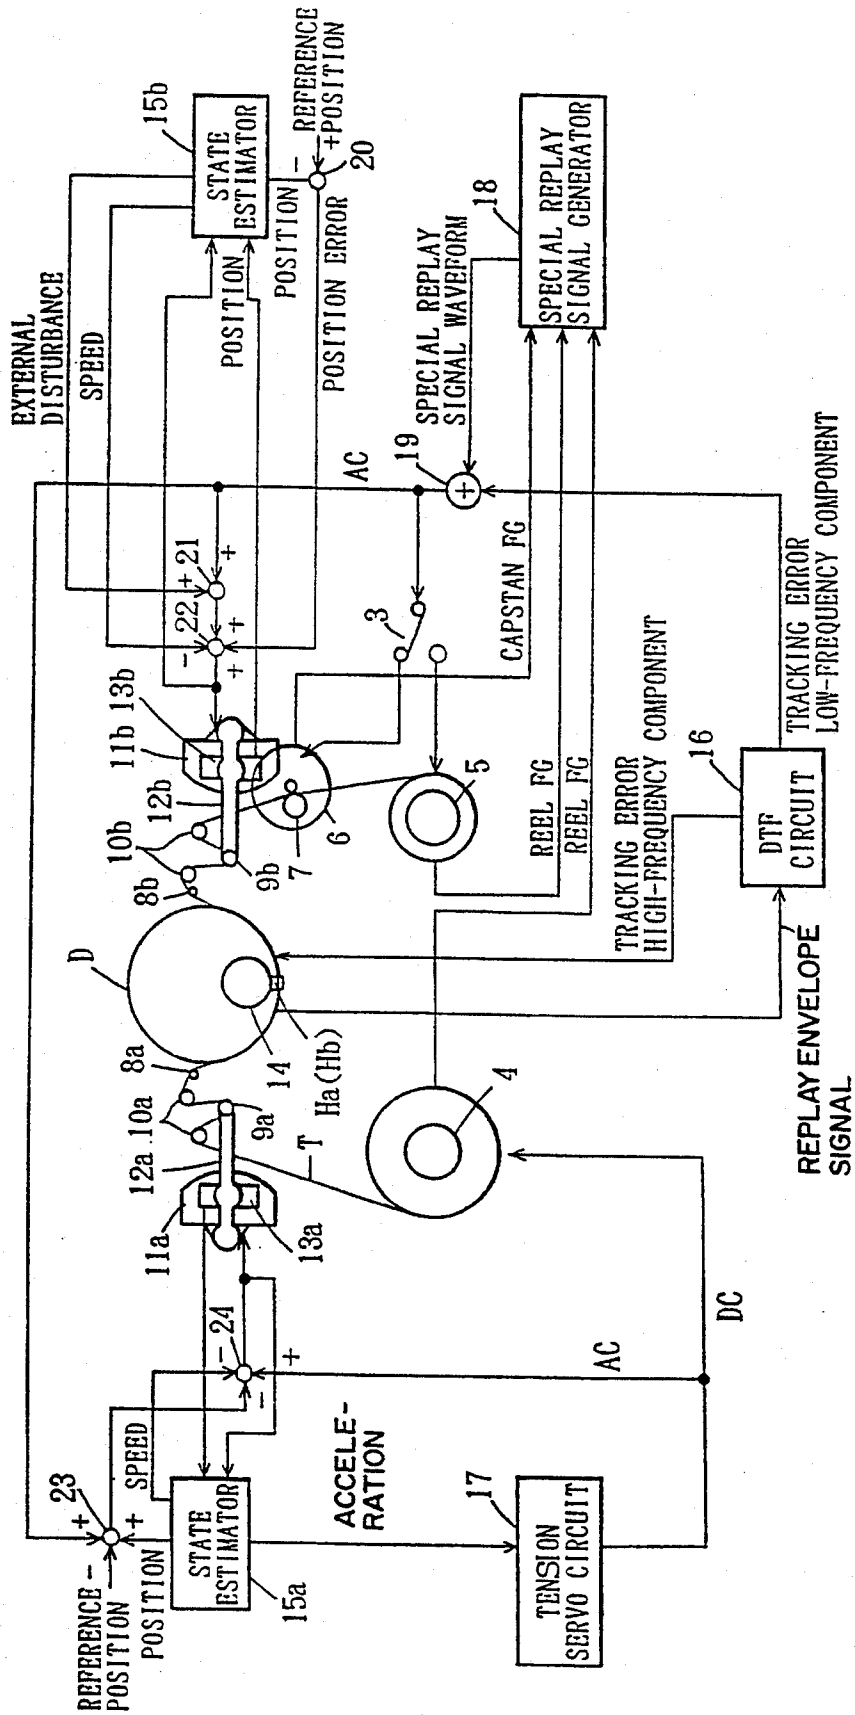 EXTERNAL
DISTURBANCE
SPEED
15b
STATE
ESTIMATOR
POSITION
POSITION
-
REFERENCE
+POSITION
20
POSITION ERROR
AC
+
21
+
22
+
-
+
+
11b
13b
12b
10b
8b
9b
7
6
3
5
19
+
SPECIAL REPLAY
SIGNAL WAVEFORM
18
SPECIAL REPLAY
SIGNAL GENERATOR
CAPSTAN FG
REEL FG
REEL FG
TRACKING ERROR
HIGH-FREQUENCY COMPONENT
TRACKING ERROR
LOW-FREQUENCY COMPONENT
16
DTF
CIRCUIT
REPLAY ENVELOPE
SIGNAL
D
14
Ha(Hb)
8a
10a
12a
9a
11a
13a
T
4
24
-
-
+
23
+
+
REFERENCE -
POSITION
POSITION
SPEED
STATE
ESTIMATOR
15a
ACCELE-
RATION
17
TENSION
SERVO CIRCUIT
AC
DC